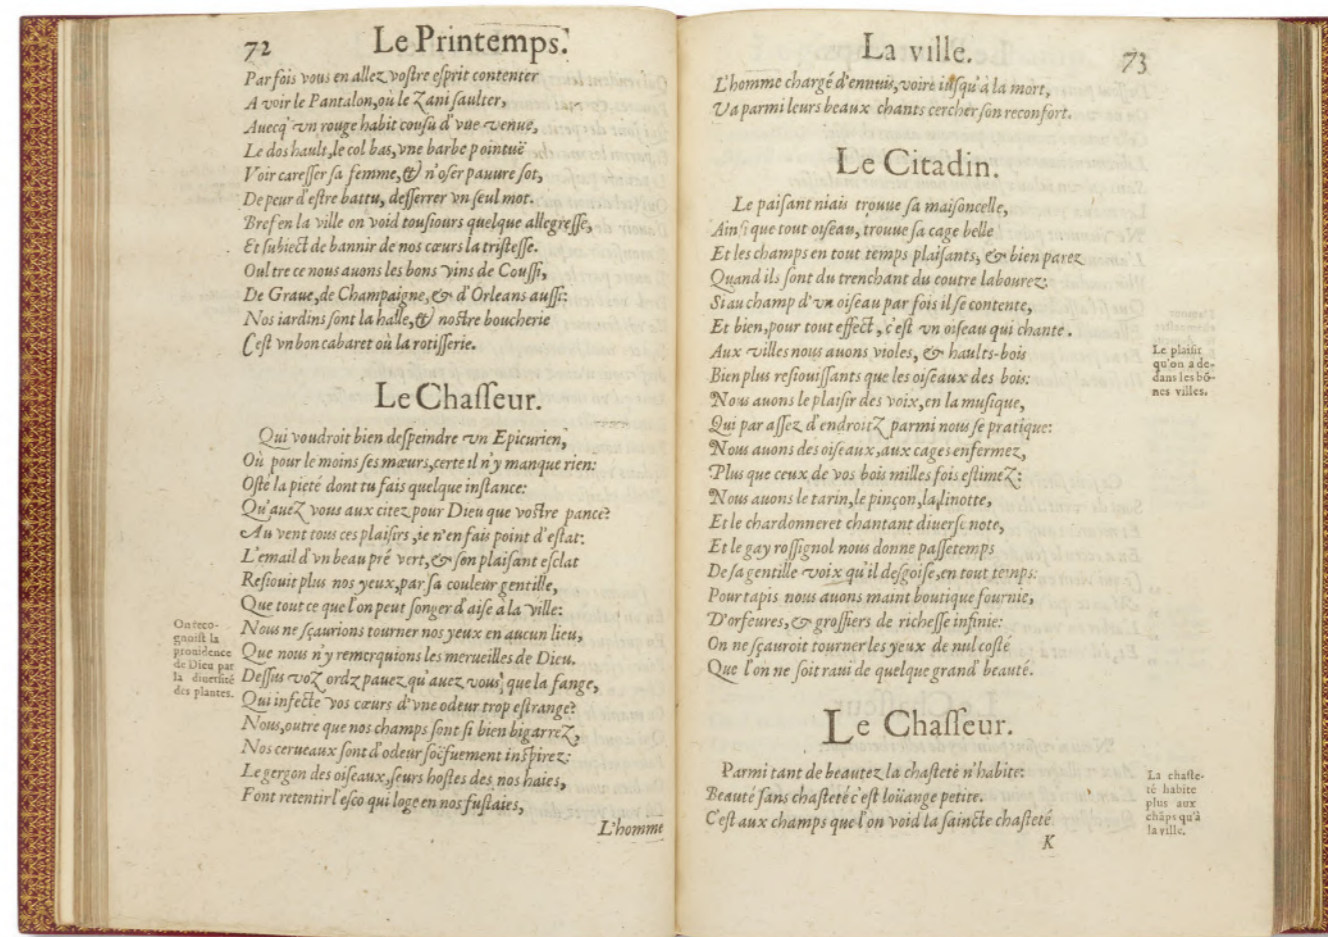 72
Le Printemps.
Par fois vous en allez voſtre eſprit contenter
A voir le Pantalon, où le Zani ſaulter,
Auecq' vn rouge habit couſu d'vne venue,
Le dos hault, le col bas, vne barbe pointuë
Voir careſſer ſa femme, & n'oſer pauure ſot,
De peur d'eſtre battu, deſſerrer vn ſeul mot.
Bref en la ville on void touſiours quelque allegreſſe,
Et ſubiect de bannir de nos cœurs la triſteſſe.
Oultre ce nous auons les bons vins de Couſſi,
De Graue, de Champaigne, & d'Orleans auſſi:
Nos iardins ſont la halle, & noſtre boucherie
C'eſt vn bon cabaret où la rotiſſerie.
Le Chaſſeur.
Qui voudroit bien deſpeindre vn Epicurien,
Où pour le moins ſes mœurs, certe il n'y manque rien:
Oſte la pieté dont tu fais quelque inſtance:
Qu'auez vous aux citez pour Dieu que voſtre pance?
Au vent tous ces plaiſirs, ie n'en fais point d'eſtat:
L'email d'vn beau pré vert, & ſon plaiſant eſclat
Reſiouit plus nos yeux, par ſa couleur gentille,
Que tout ce que l'on peut ſonger d'aiſe à la ville:
Nous ne ſçaurions tourner nos yeux en aucun lieu,
Que nous n'y remerquions les merueilles de Dieu.
Deſſus voz ordz pauez qu'auez vous, que la fange,
Qui infecte vos cœurs d'vne odeur trop eſtrange?
Nous, outre que nos champs ſont ſi bien bigarrez,
Nos cerueaux ſont d'odeur ſoëfuement inſpirez:
Le gergon des oiſeaux, ſeurs hoſtes des nos haies,
Font retentir l'eſco qui loge en nos fuſtaies,
L'homme
On reco-
gnoiſt la
prouidence
de Dieu par
la diuerſité
des plantes.
La ville.
73
L'homme chargé d'ennuis, voire iuſqu'à la mort,
Va parmi leurs beaux chants cercher ſon reconfort.
Le Citadin.
Le paiſant niais trouue ſa maiſoncelle,
Ainſi que tout oiſeau, trouue ſa cage belle
Et les champs en tout temps plaiſants, & bien parez
Quand ils ſont du trenchant du coutre labourez:
Si au champ d'vn oiſeau par fois il ſe contente,
Et bien, pour tout effect, c'eſt vn oiseau qui chante.
Aux villes nous auons violes, & haults-bois
Bien plus reſiouiſſants que les oiſeaux des bois:
Nous auons le plaiſir des voix, en la muſique,
Qui par aſſez d'endroitz parmi nous ſe pratique:
Nous auons des oiſeaux, aux cages enfermez,
Plus que ceux de vos bois milles fois eſtimez:
Nous auons le tarin, le pinçon, la linotte,
Et le chardonneret chantant diuerſe note,
Et le gay roſſignol nous donne paſſetemps
De ſa gentille voix qu'il deſgoiſe, en tout temps:
Pour tapis nous auons maint boutique fournie,
D'orfeures, & groſſiers de richeſſe infinie:
On ne ſçauroit tourner les yeux de nul coſté
Que l'on ne ſoit raui de quelque grand' beauté.
Le plaiſir
qu'on a de-
dans les bõ-
nes villes.
Le Chaſſeur.
Parmi tant de beautez la chaſteté n'habite:
Beauté ſans chaſteté c'eſt loüange petite.
C'eſt aux champs que l'on void la ſaincte chaſteté
K
La chaſte-
té habite
plus aux
chãps qu'à
la ville.